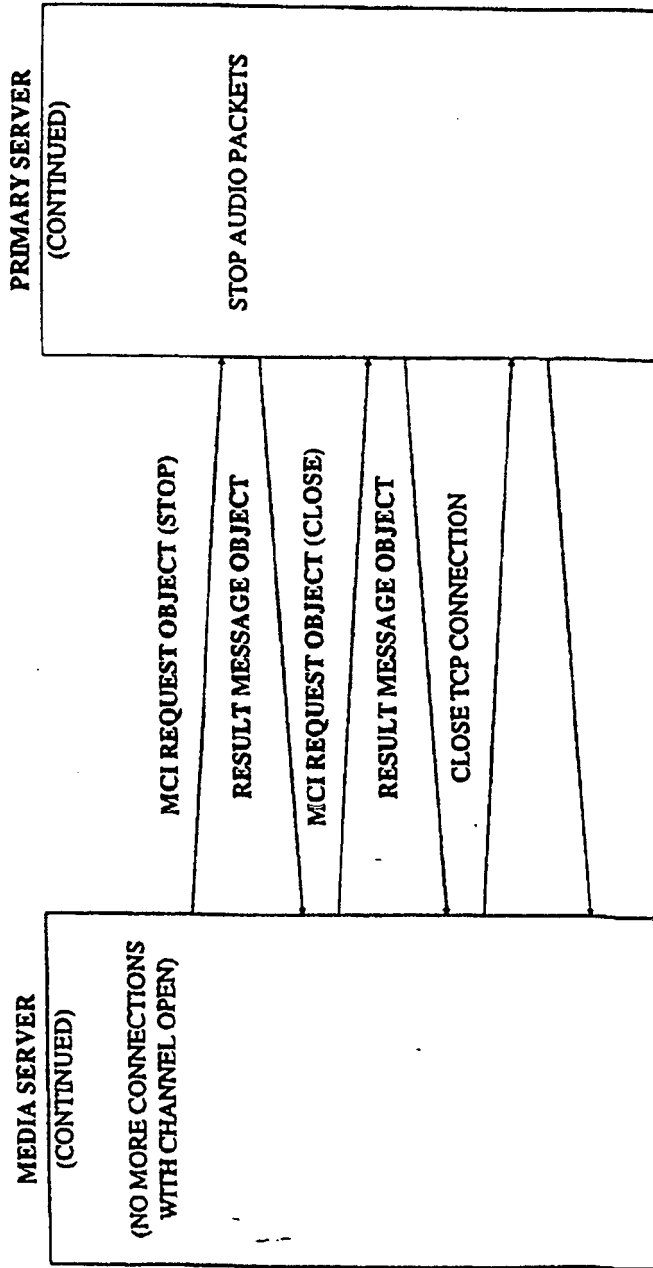 MEDIA SERVER
(CONTINUED)
(NO MORE CONNECTIONS
WITH CHANNEL OPEN)
MCI REQUEST OBJECT (STOP)
RESULT MESSAGE OBJECT
MCI REQUEST OBJECT (CLOSE)
RESULT MESSAGE OBJECT
CLOSE TCP CONNECTION
PRIMARY SERVER
(CONTINUED)
STOP AUDIO PACKETS